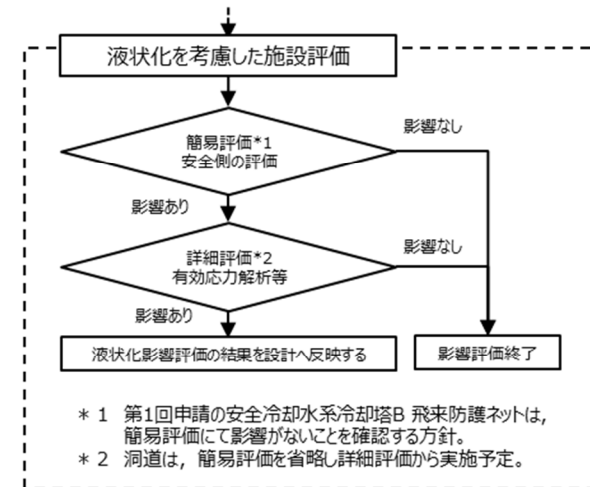 液状化を考慮した施設評価
影響なし
簡易評価*1
安全側の評価
影響あり
影響なし
詳細評価*2
有効応力解析等
影響あり
液状化影響評価の結果を設計へ反映する
影響評価終了
＊1 第1回申請の安全冷却水系冷却塔B 飛来防護ネットは，
簡易評価にて影響がないことを確認する方針。
＊2 洞道は，簡易評価を省略し詳細評価から実施予定。